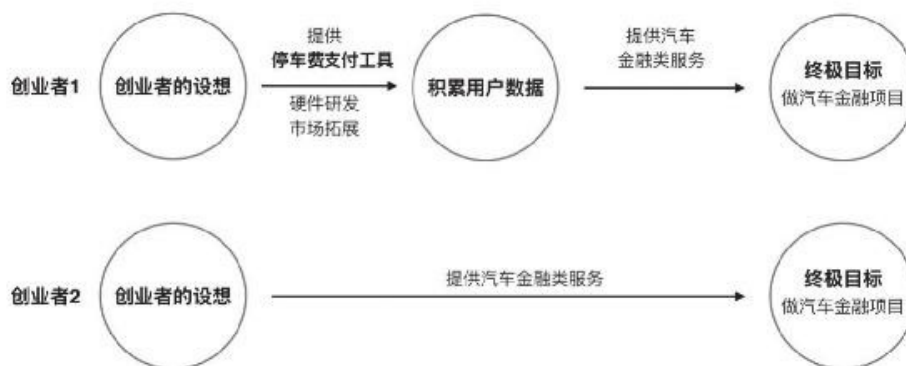 提供
停车费支付工具
提供汽车
金融类服务
创业者1
创业者的设想
积累用户数据
终极目标
做汽车金融项目
硬件研发
市场拓展
创业者2
创业者的设想
提供汽车金融类服务
终极目标
做汽车金融项目